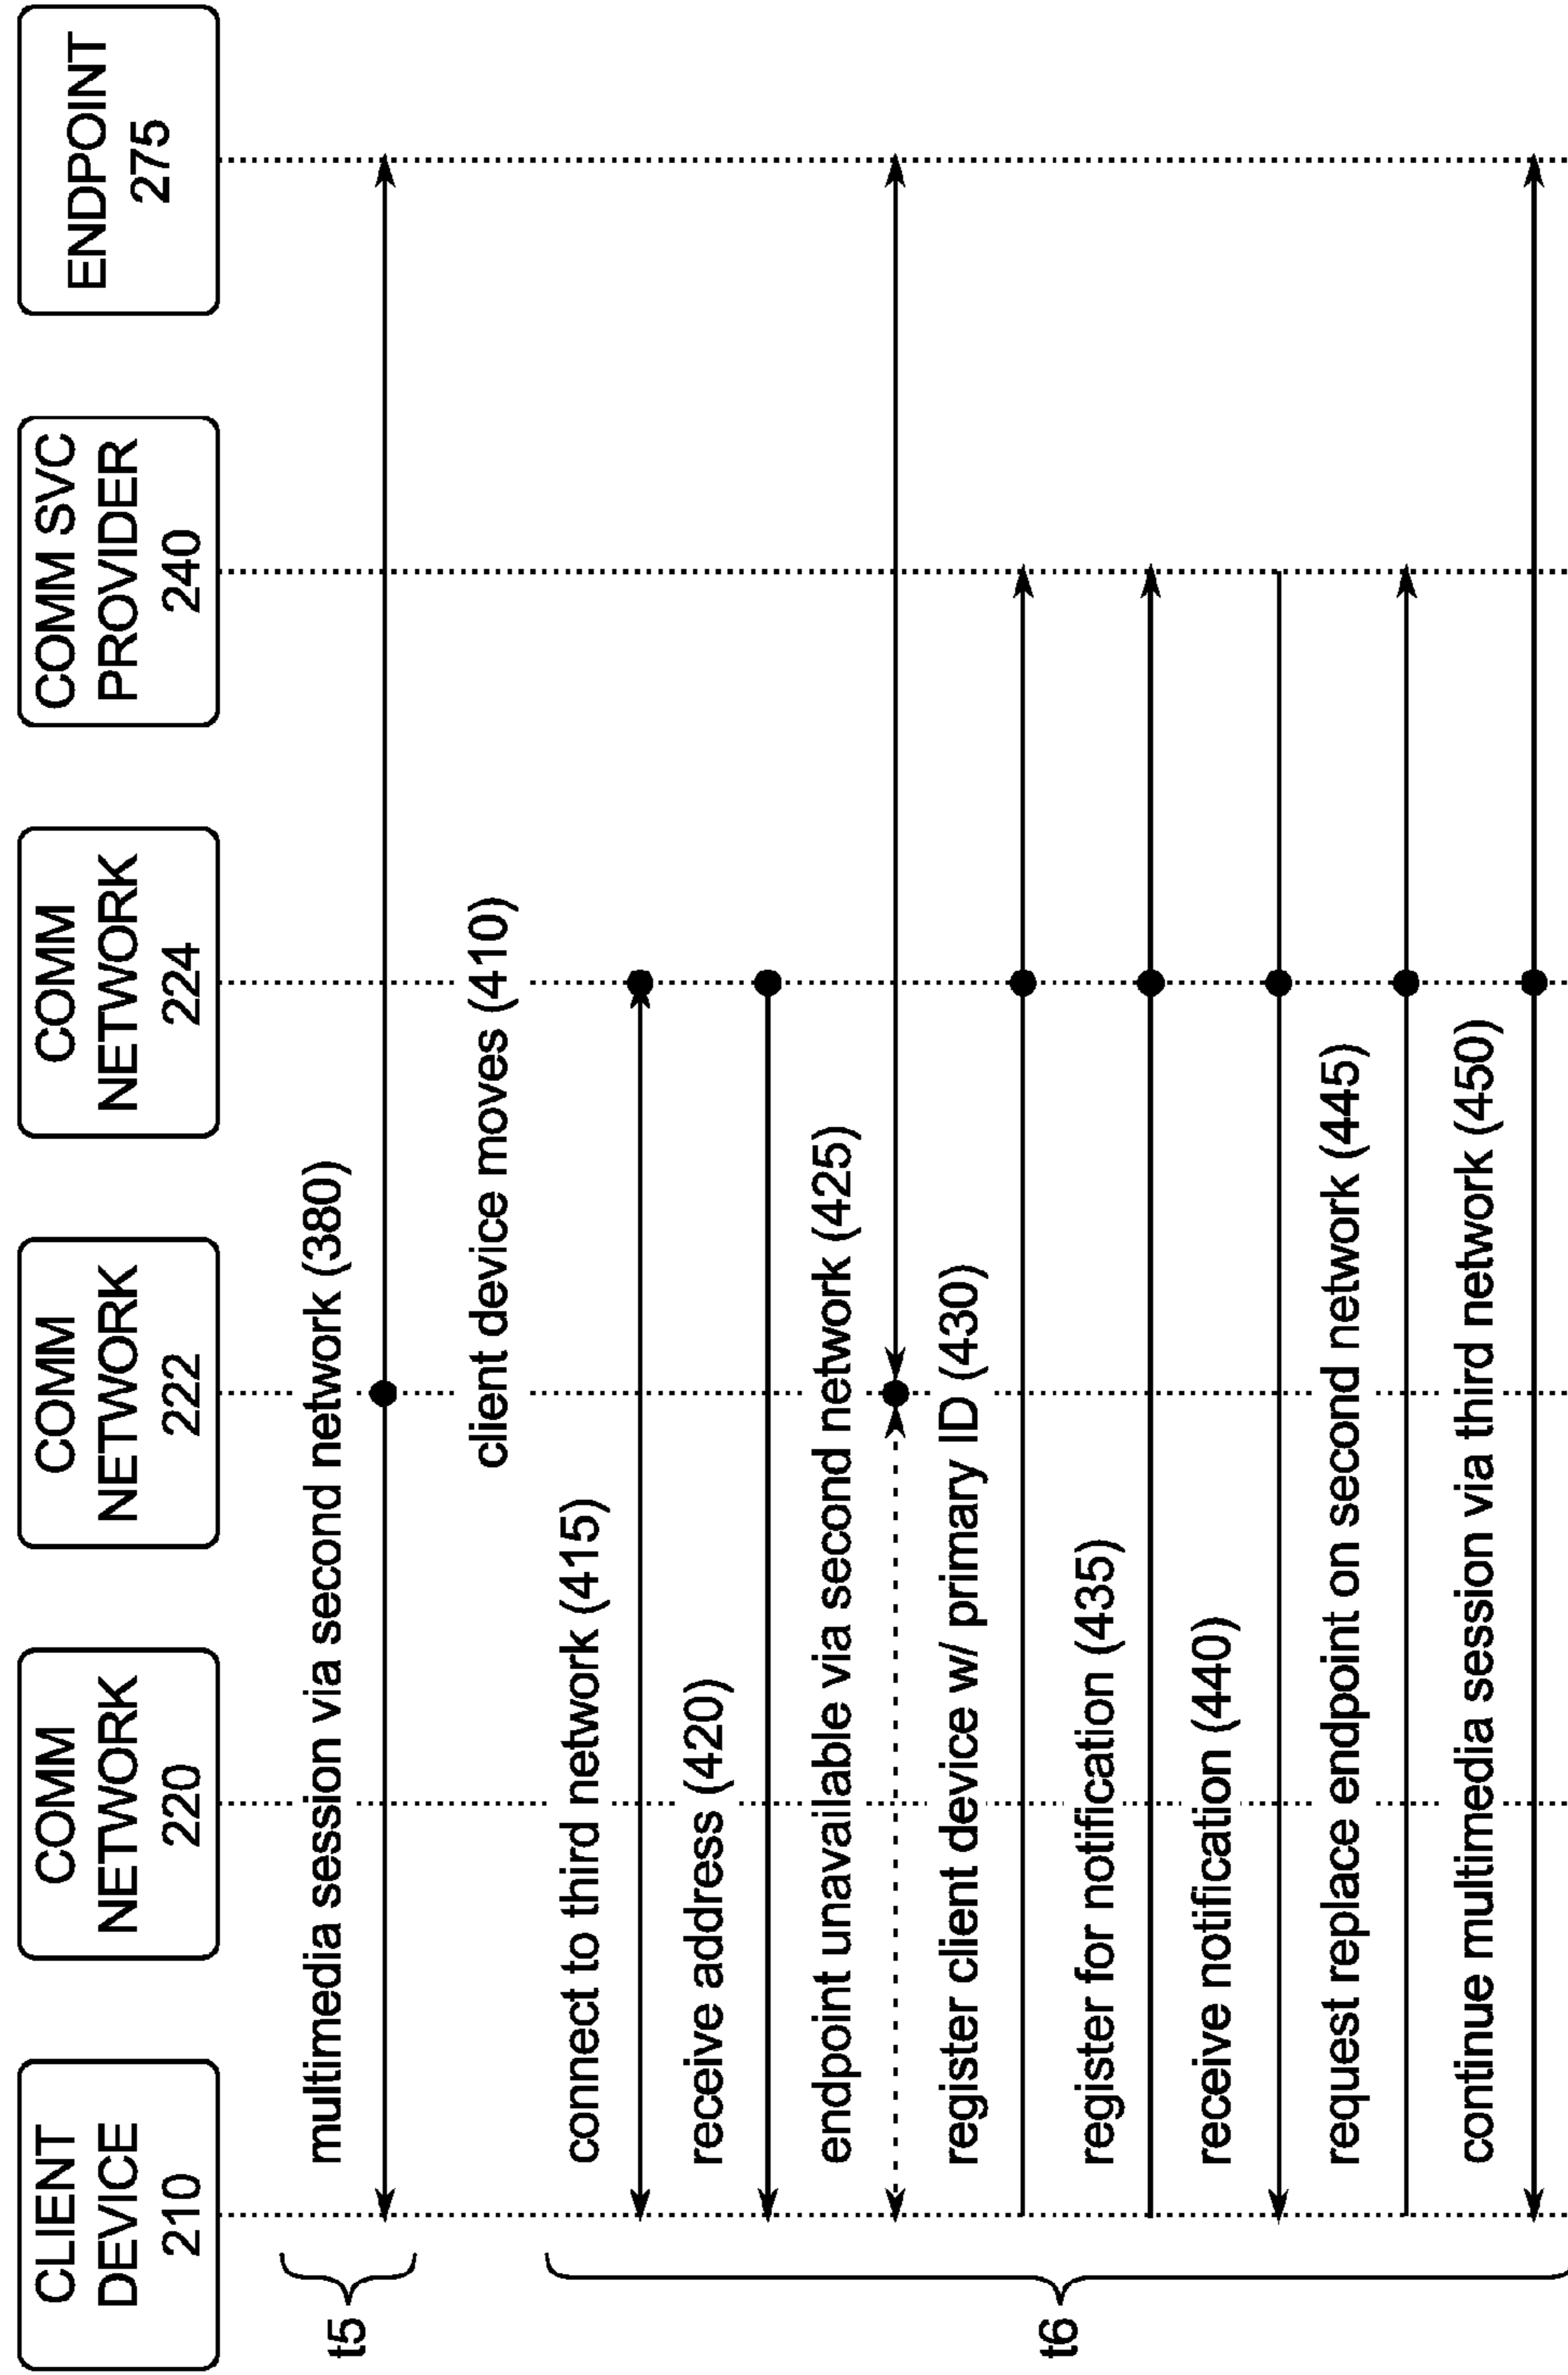 CLIENT
DEVICE
210
COMM
NETWORK
220
COMM
NETWORK
222
COMM
NETWORK
224
COMM SVC
PROVIDER
240
ENDPOINT
275
t5
multimedia session via second network (380)
client device moves (410)
t6
connect to third network (415)
receive address (420)
endpoint unavailable via second network (425)
register client device w/ primary ID (430)
register for notification (435)
receive notification (440)
request replace endpoint on second network (445)
continue multimedia session via third network (450)